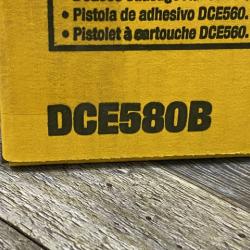 • Pistola de adhesivo DCE560.
• Pistolet à cartouche DCE560.
DCE580B